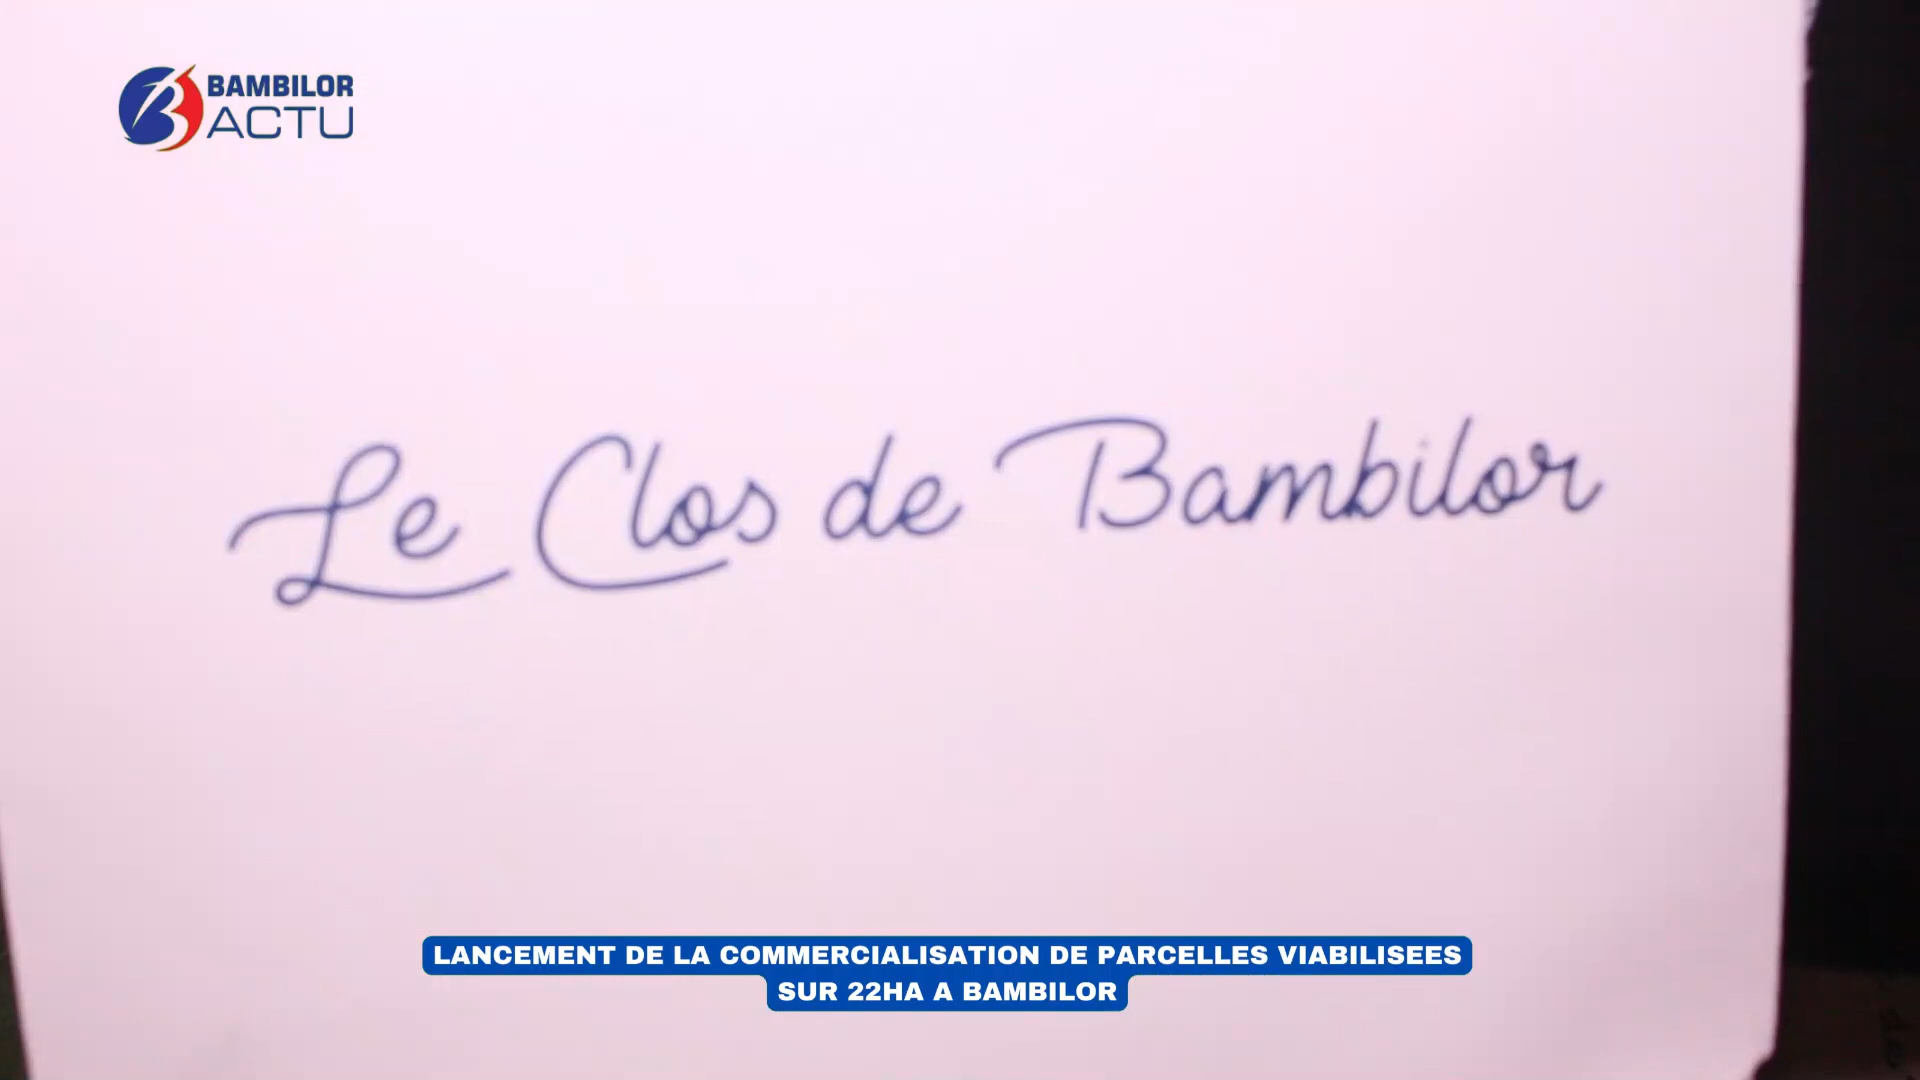 BAMBILOR
ACTU
Le Clos de Bambilor
LANCEMENT DE LA COMMERCIALISATION DE PARCELLES VIABILISEES
SUR 22HA A BAMBILOR